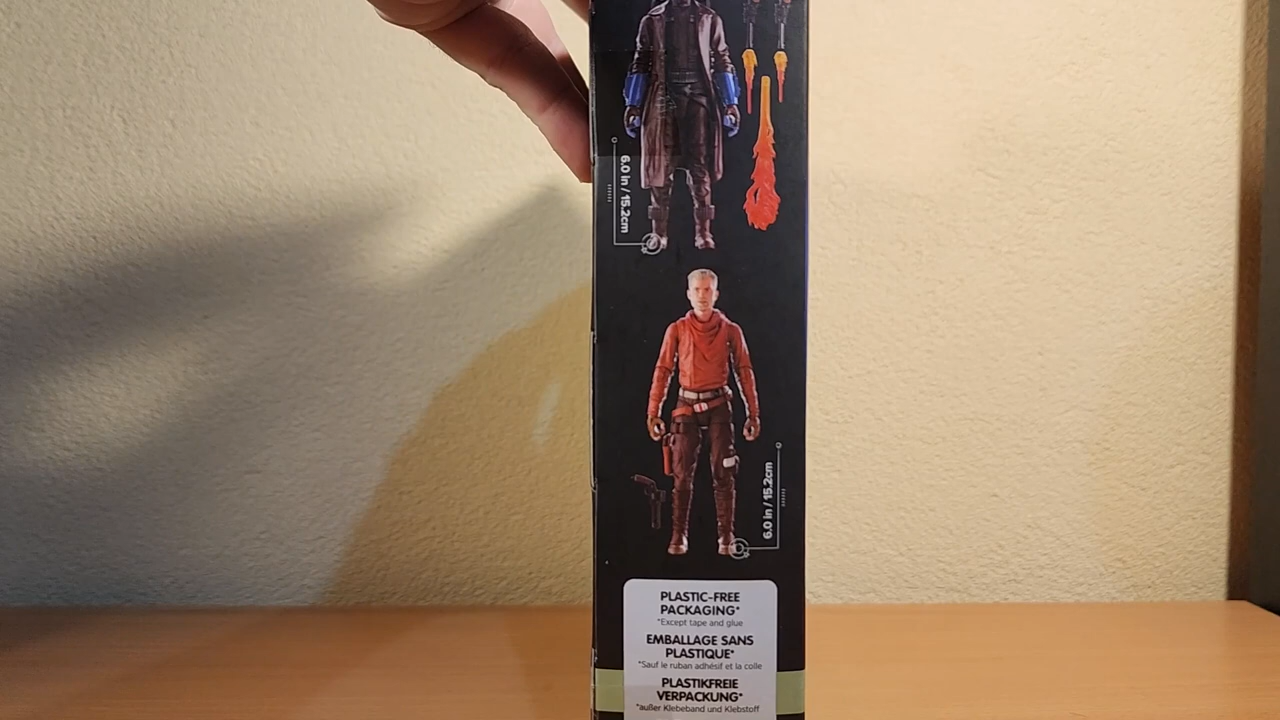 6.0 in / 15.2cm
6.0 in / 15.2cm
PLASTIC-FREE
PACKAGING*
*Except tape and glue
EMBALLAGE SANS
PLASTIQUE*
*Sauf le ruban adhésif et la colle
PLASTIKFREIE
VERPACKUNG*
*außer Klebeband und Klebstoff